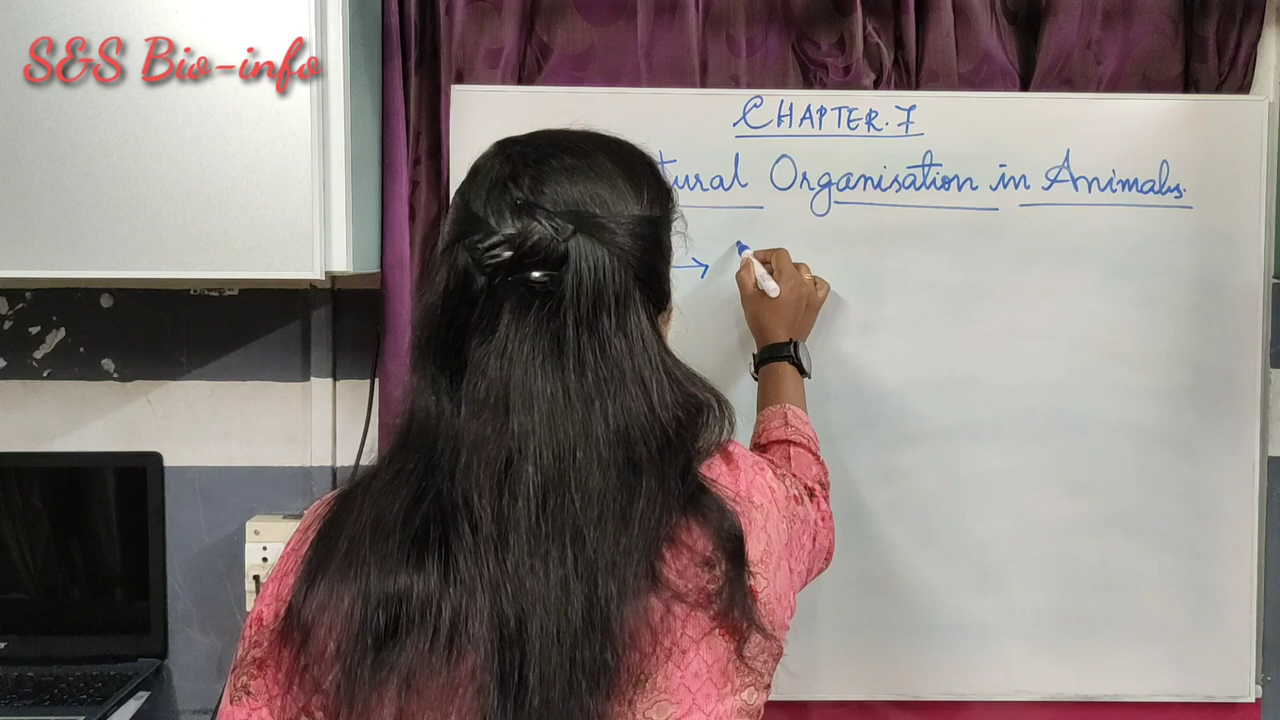 S&S Bio-info
CHAPTER.7
tural Organisation in Animals.
→